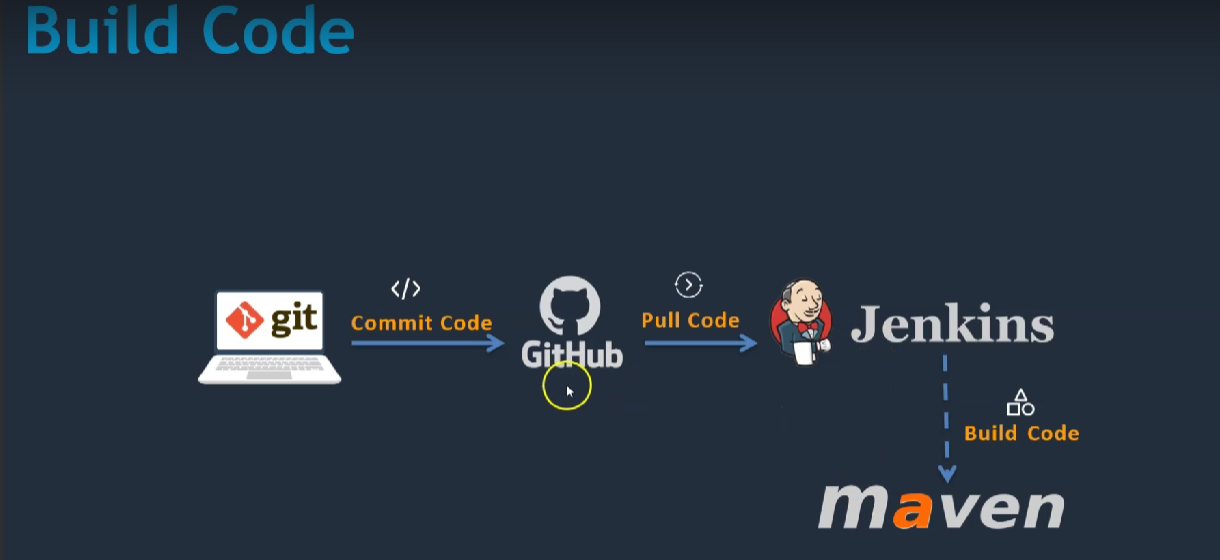 Build Code
git
Commit Code
GitHub
Pull Code
Jenkins
Build Code
maven